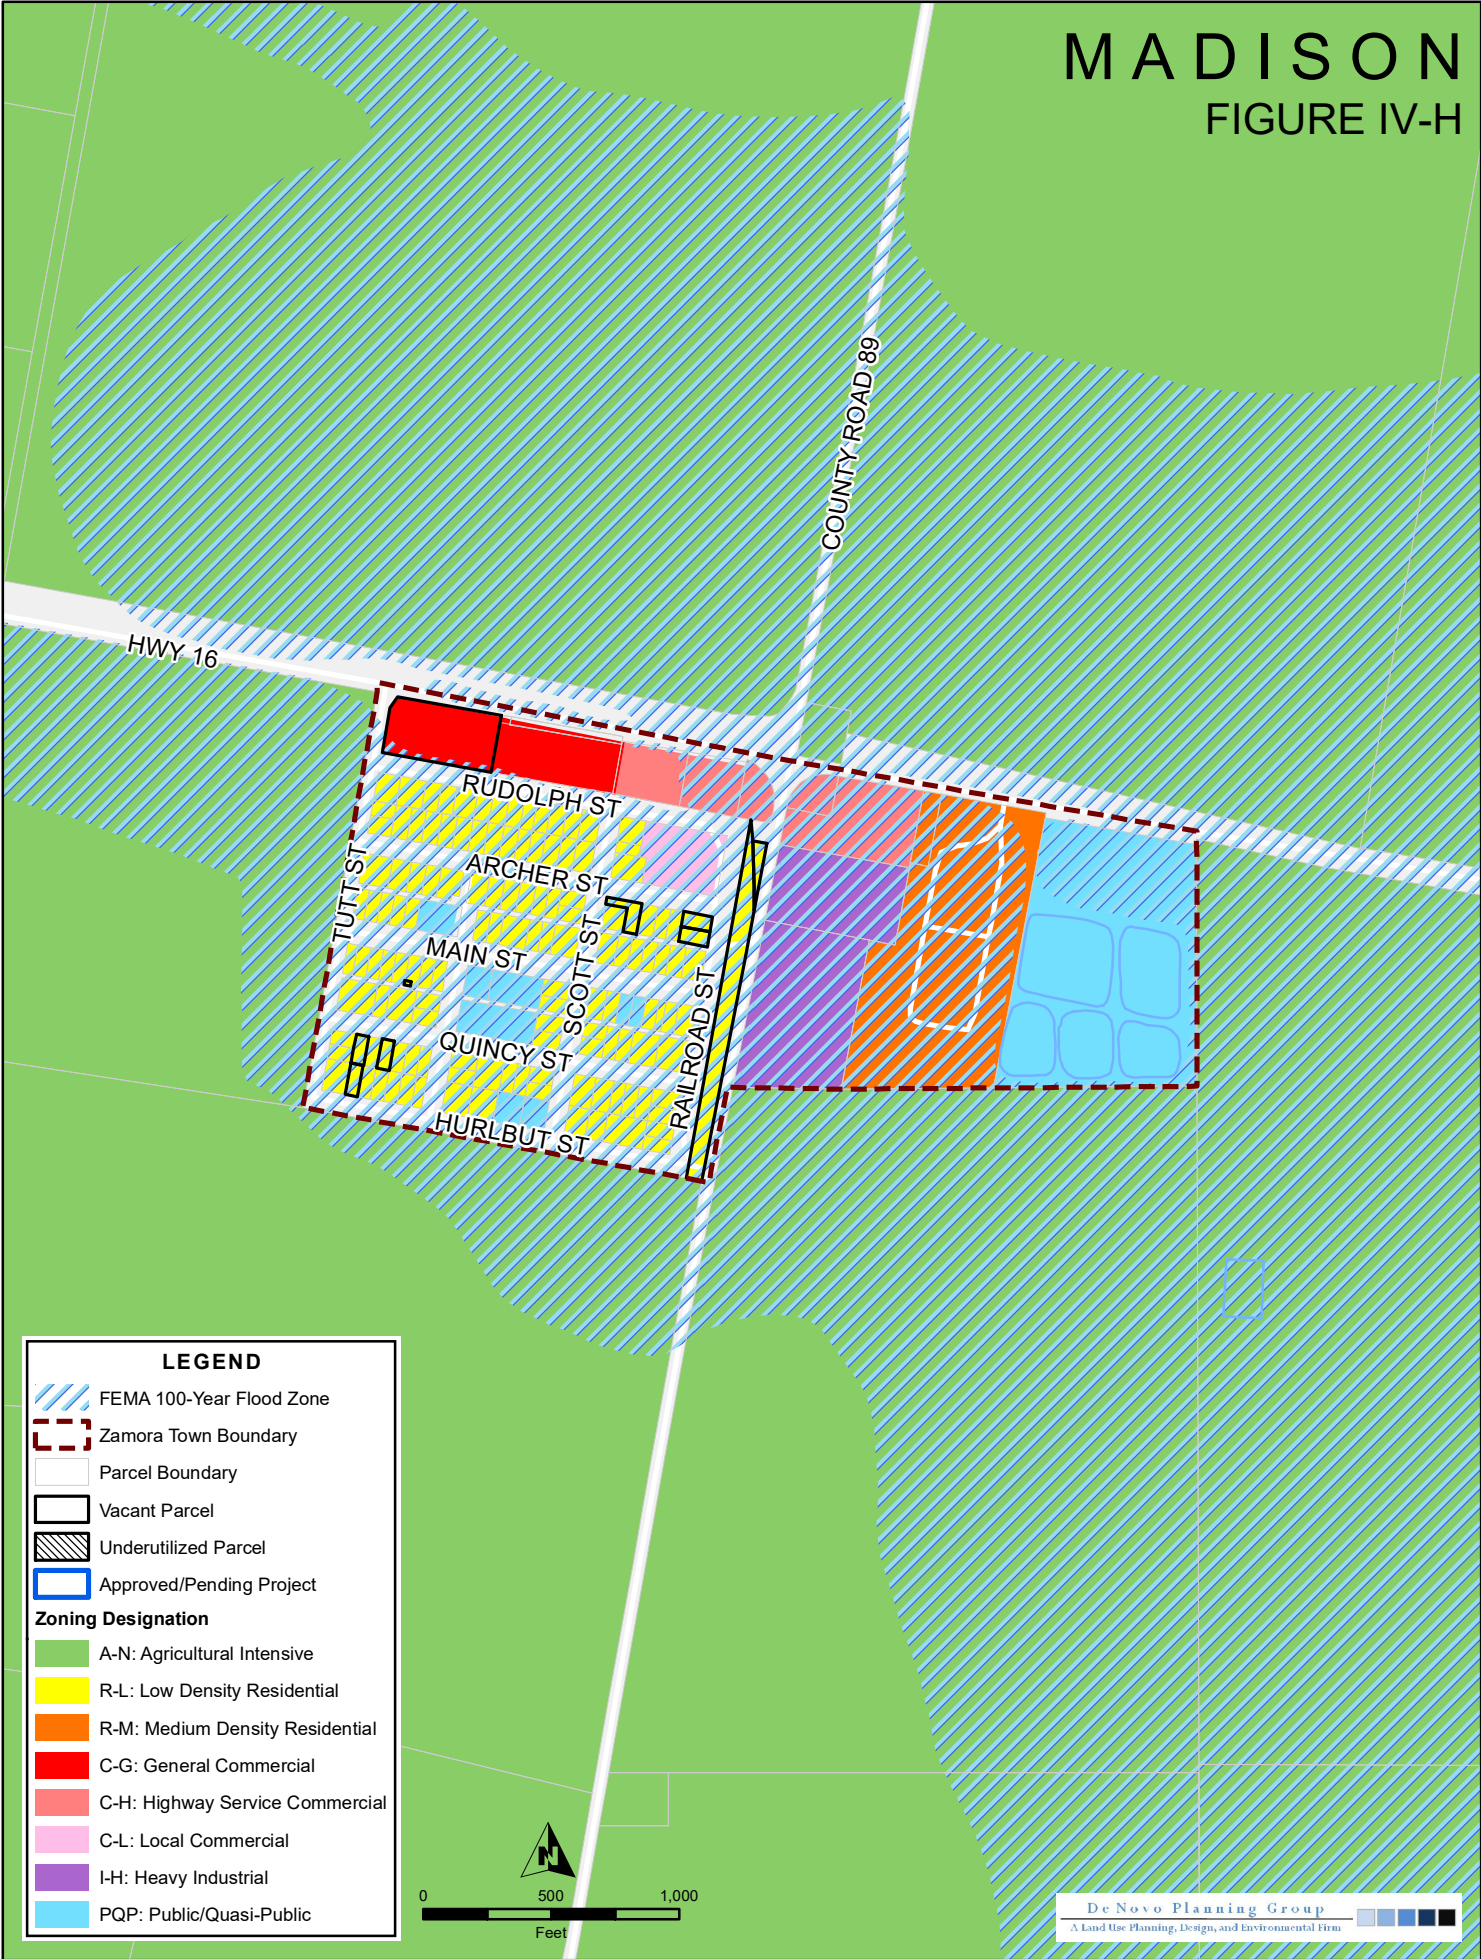 MADISON
FIGURE IV-H
COUNTY ROAD 89
HWY 16
RUDOLPH ST
ARCHER ST
TUTT ST
MAIN ST
SCOTT ST
QUINCY ST
RAILROAD ST
HURLBUT ST
LEGEND
FEMA 100-Year Flood Zone
Zamora Town Boundary
Parcel Boundary
Vacant Parcel
Underutilized Parcel
Approved/Pending Project
Zoning Designation
A-N: Agricultural Intensive
R-L: Low Density Residential
R-M: Medium Density Residential
C-G: General Commercial
C-H: Highway Service Commercial
C-L: Local Commercial
I-H: Heavy Industrial
PQP: Public/Quasi-Public
N
0 500 1,000
Feet
De Novo Planning Group
A Land Use Planning, Design, and Environmental Firm